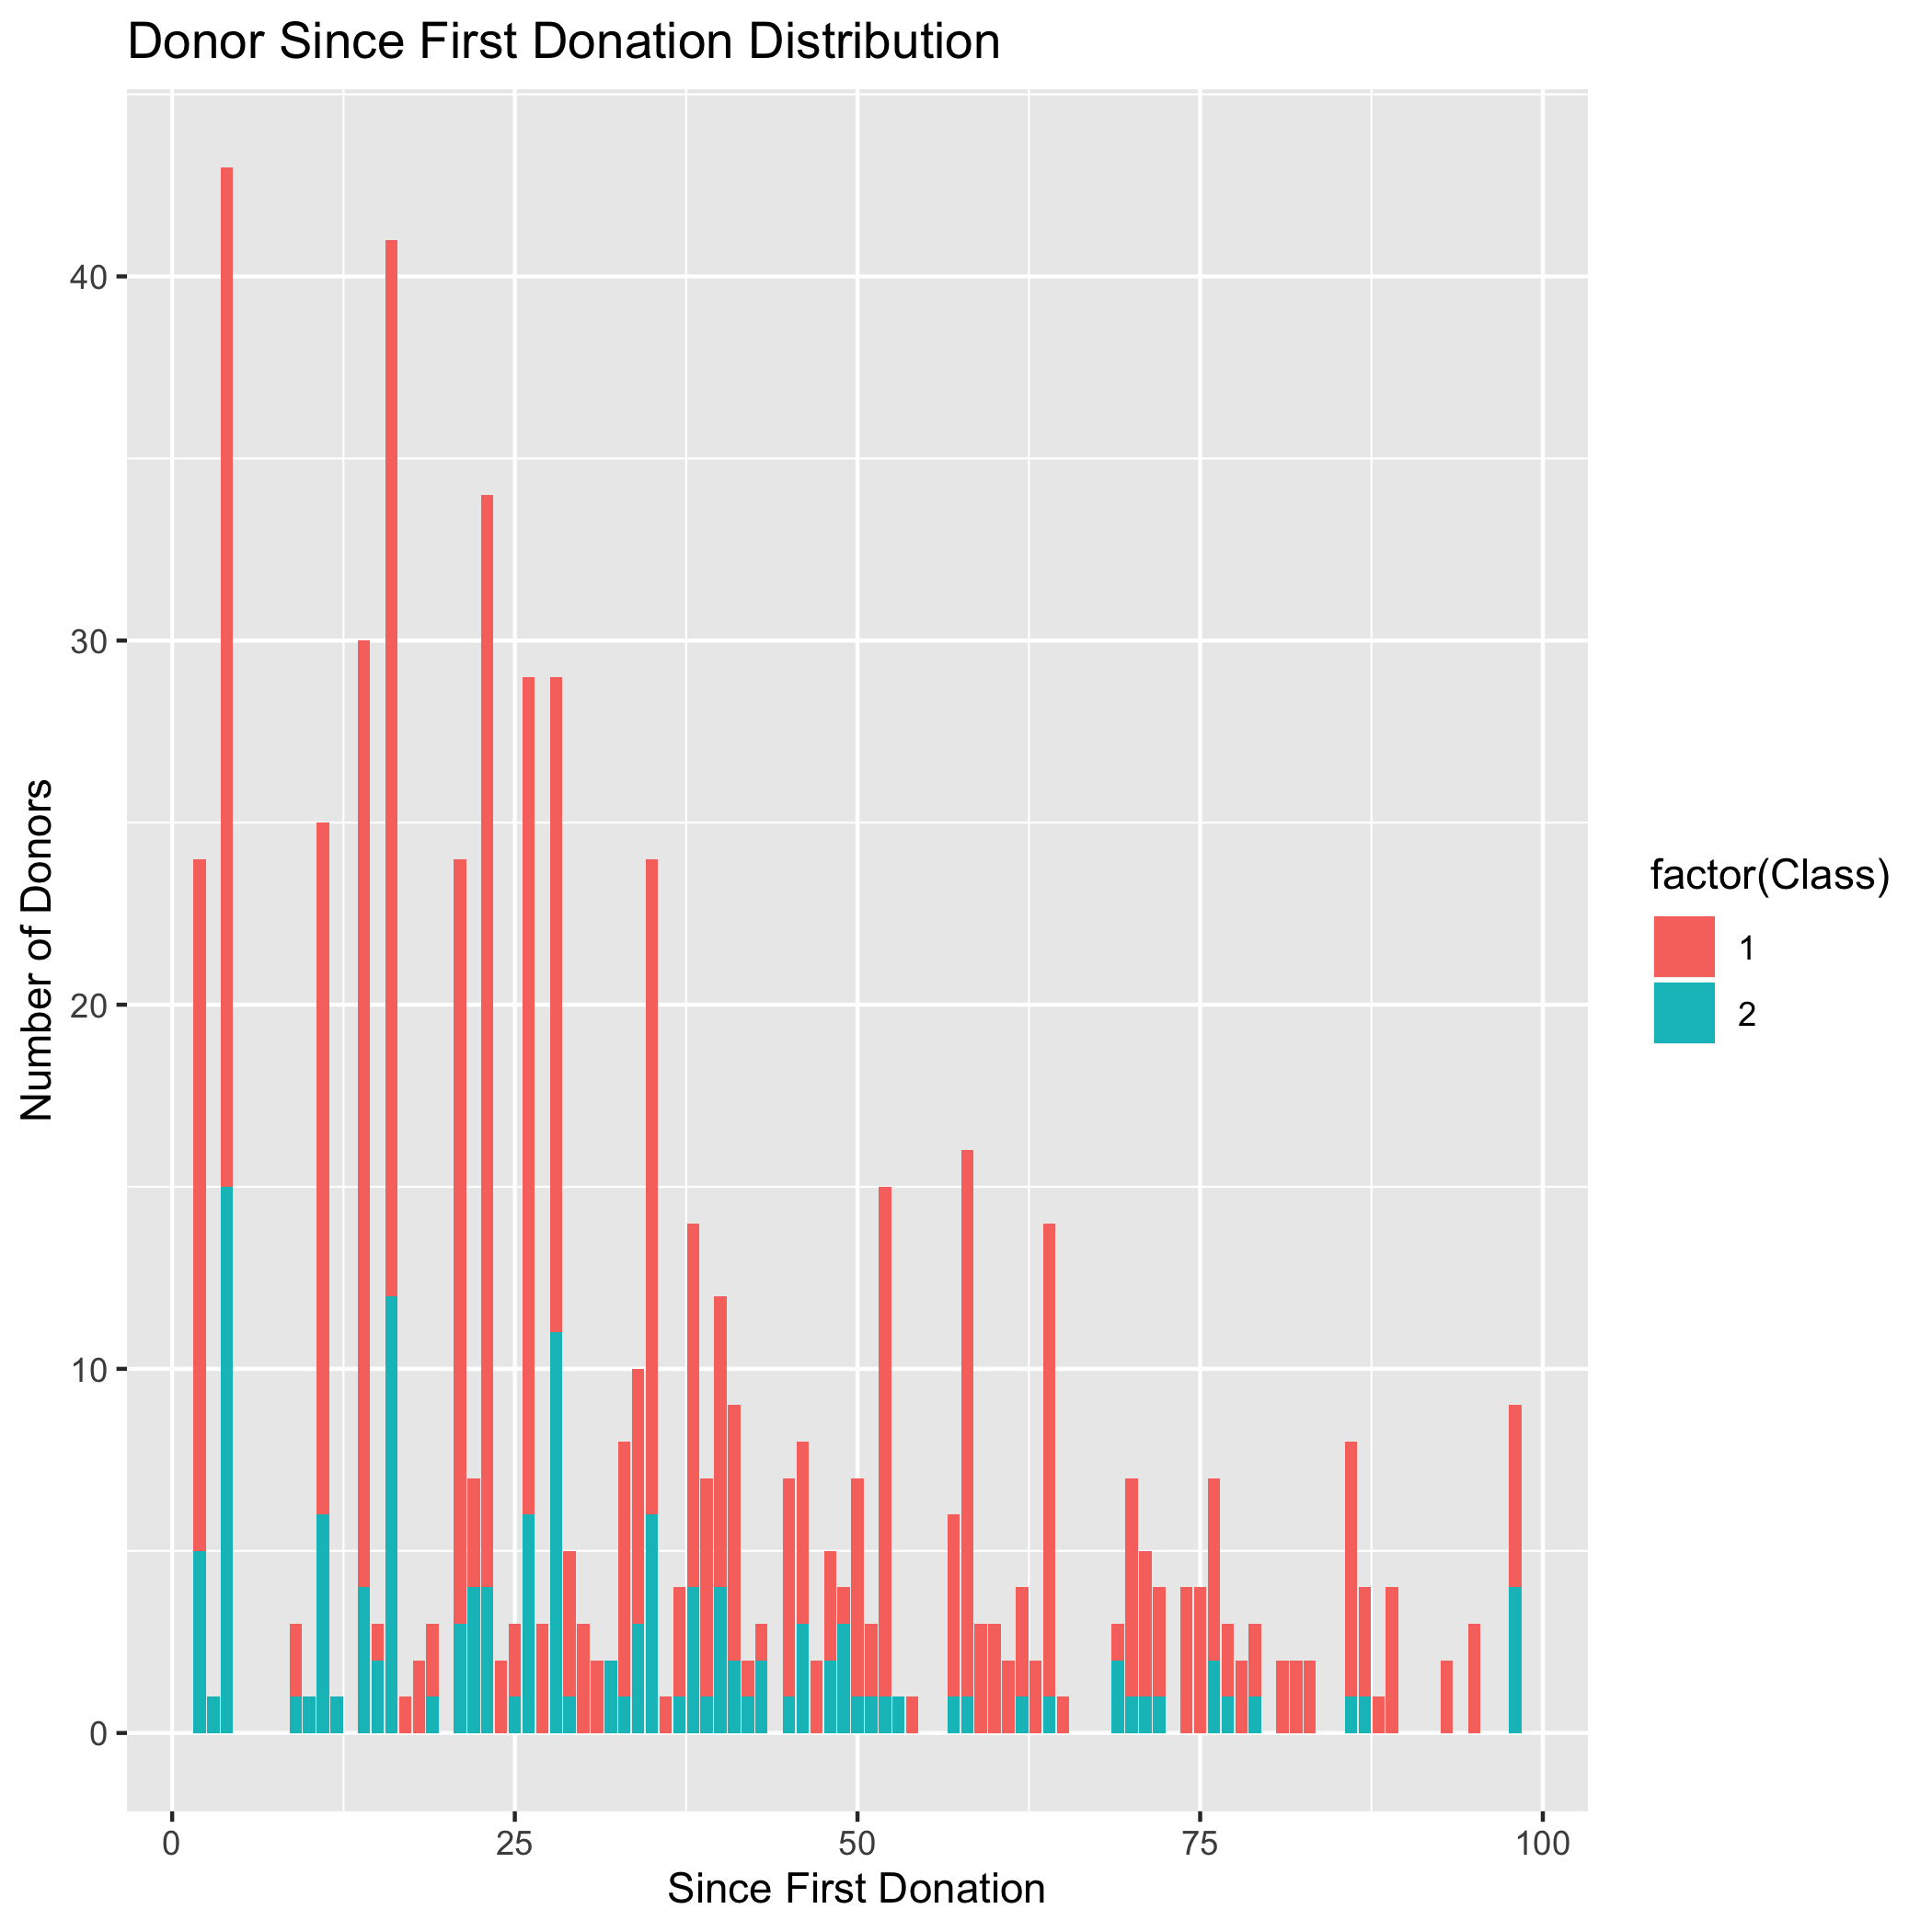 Donor Since First Donation Distribution
Number of Donors
40
30
20
10
0
0 25 50 75 100
Since First Donation
factor(Class)
1
2